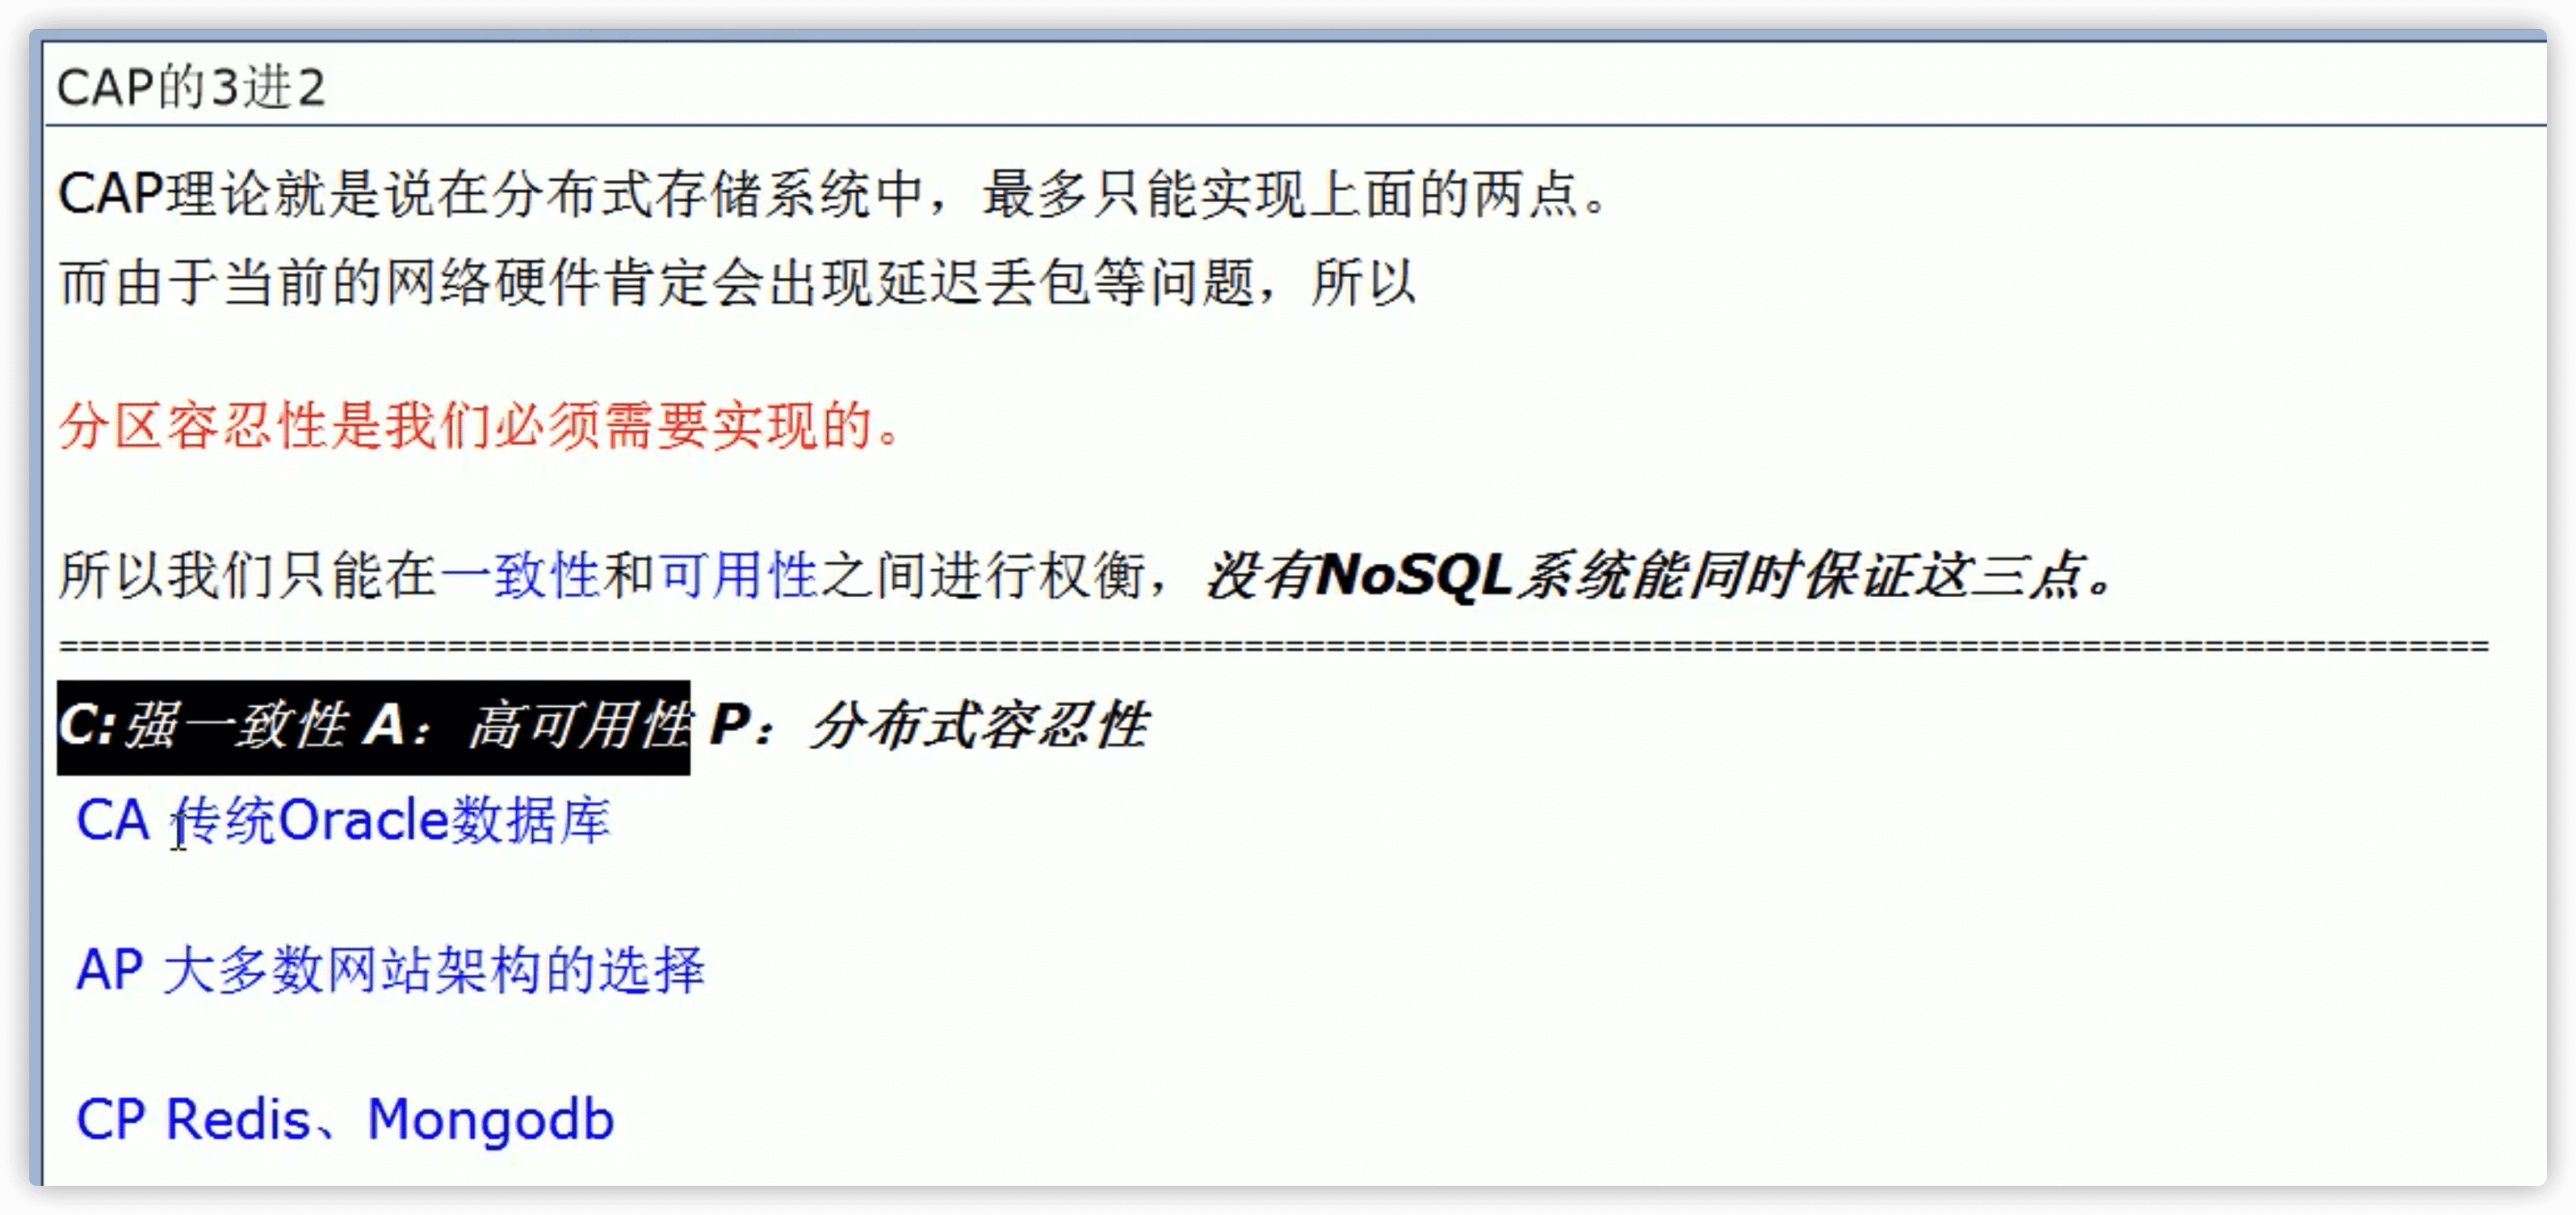 CAP的3进2
CAP理论就是说在分布式存储系统中，最多只能实现上面的两点。
而由于当前的网络硬件肯定会出现延迟丢包等问题，所以
分区容忍性是我们必须需要实现的。
所以我们只能在一致性和可用性之间进行权衡，没有NoSQL系统能同时保证这三点。
=======================================================================================================================
C:强一致性 A：高可用性 P：分布式容忍性
CA 传统Oracle数据库
AP 大多数网站架构的选择
CP Redis、Mongodb